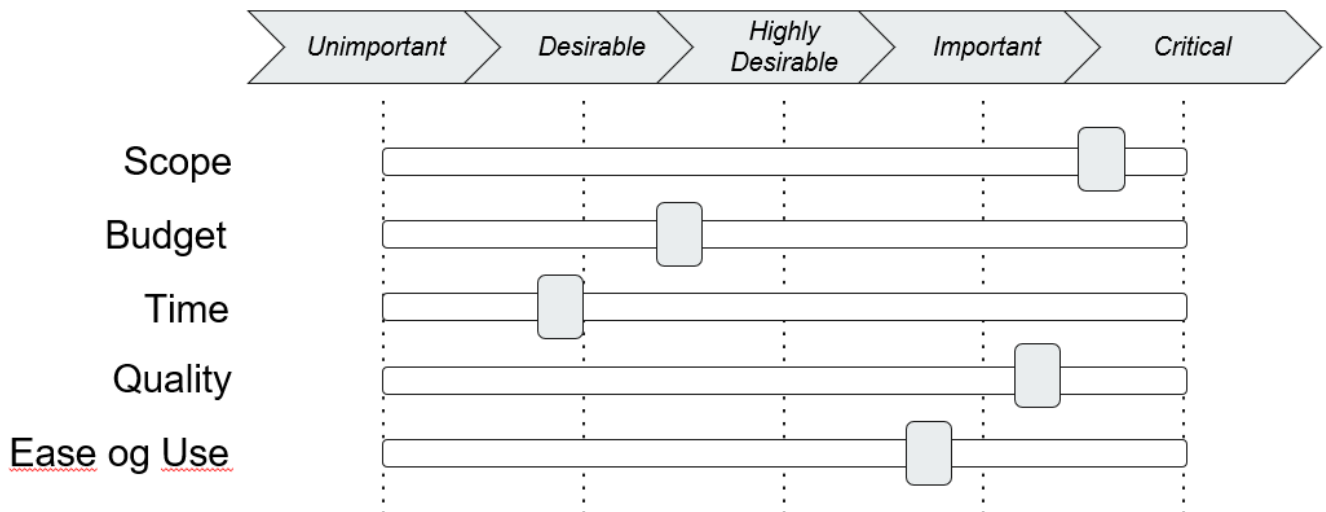 Unimportant
Desirable
Highly
Desirable
Important
Critical
Scope
Budget
Time
Quality
Ease og Use